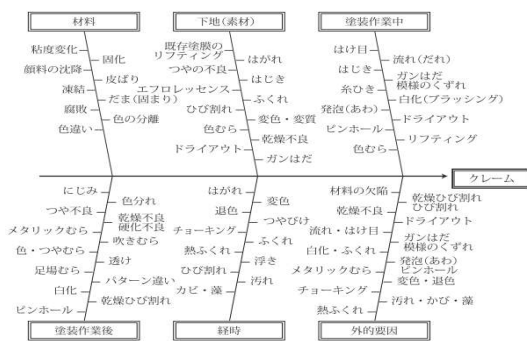 材料
粘度変化
固化
顔料の沈降
皮ばり
凍結
だま(固まり)
腐敗
色の分離
色違い
下地(素材)
既存塗膜の
リフティング
はがれ
つやの不良
はじき
エフロレッセンス
ふくれ
ひび割れ
変色・変質
色むら
乾燥不良
ドライアウト
ガンはだ
塗装作業中
はけ目
流れ(だれ)
はじき
ガンはだ
模様のくずれ
糸ひき
白化(ブラッシング)
発泡(あわ)
ドライアウト
ピンホール
リフティング
色むら
クレーム
にじみ
色分れ
つや不良
乾燥不良
硬化不良
メタリックむら
吹きむら
色・つやむら
透け
足場むら
パターン違い
白化
乾燥ひび割れ
ピンホール
塗装作業後
はがれ
変色
退色
つやびけ
チョーキング
ふくれ
熱ふくれ
浮き
ひび割れ
汚れ
カビ・藻
経時
材料の欠陥
乾燥ひび割れ
ひび割れ
乾燥不良
ドライアウト
流れ・はけ目
ガンはだ
模様のくずれ
白化・ふくれ
発泡(あわ)
ピンホール
メタリックむら
変色・退色
チョーキング
汚れ・かび・藻
熱ふくれ
外的要因